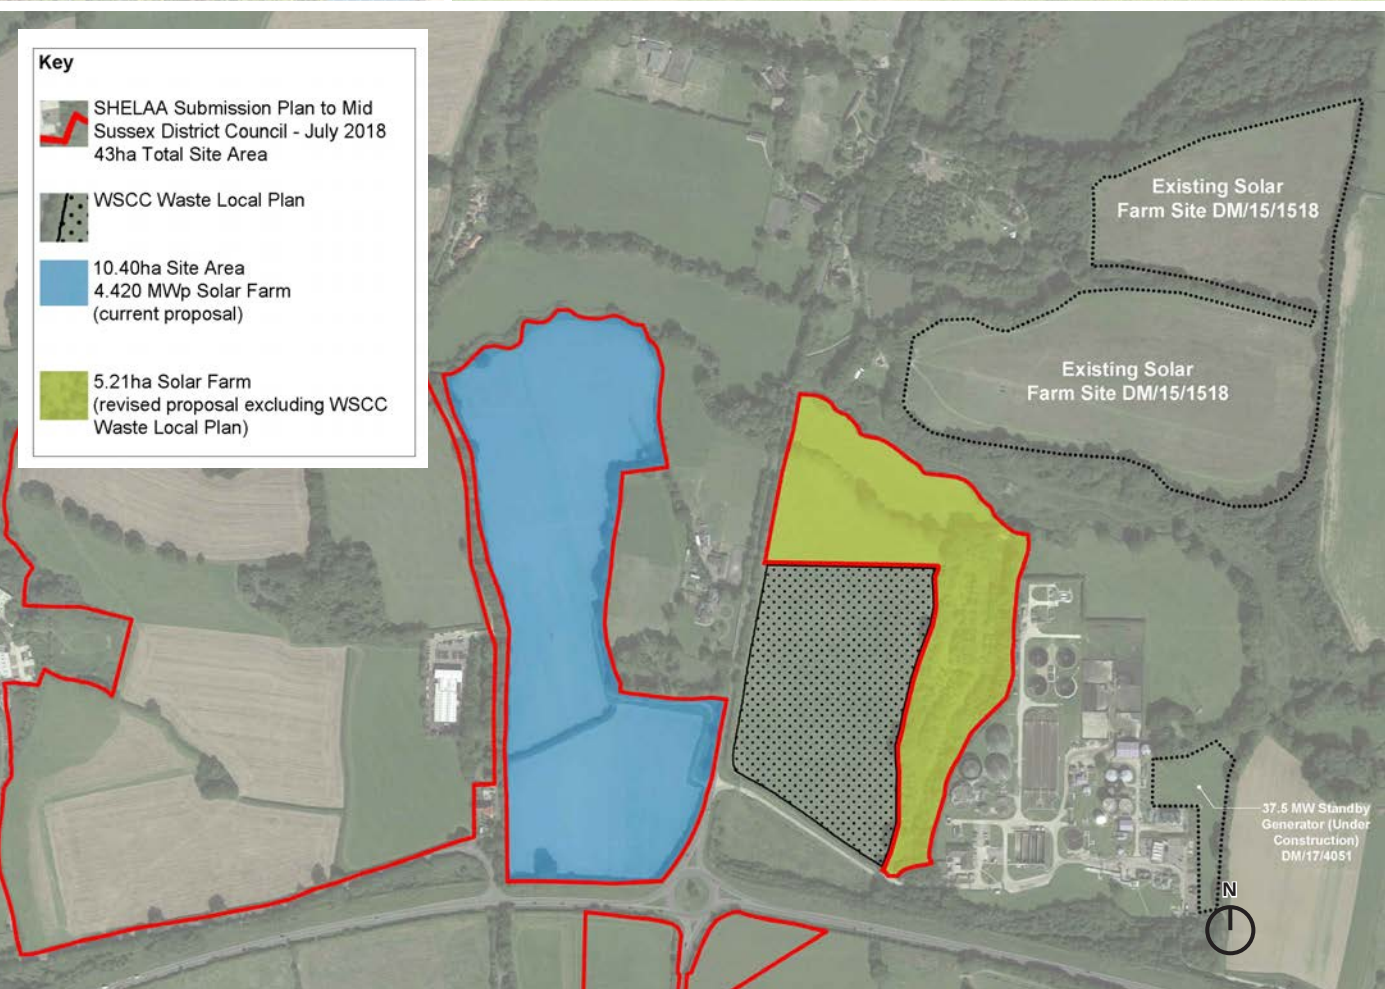 Key
SHELAA Submission Plan to Mid
Sussex District Council - July 2018
43ha Total Site Area
WSCC Waste Local Plan
10.40ha Site Area
4.420 MWp Solar Farm
(current proposal)
5.21ha Solar Farm
(revised proposal excluding WSCC
Waste Local Plan)
Existing Solar
Farm Site DM/15/1518
Existing Solar
Farm Site DM/15/1518
37.5 MW Standby
Generator (Under
Construction)
DM/17/4051
N